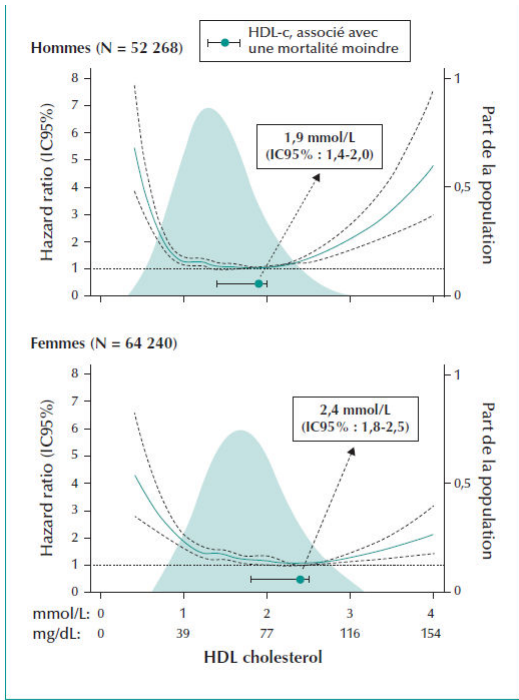 HDL-c, associé avec
une mortalité moindre
Hommes (N = 52 268)
Hazard ratio (IC95%)
8
7
6
5
4
3
2
1
0
1,9 mmol/L
(IC95% : 1,4-2,0)
1
0,5
0
Part de la population
Femmes (N = 64 240)
Hazard ratio (IC95%)
8
7
6
5
4
3
2
1
0
2,4 mmol/L
(IC95% : 1,8-2,5)
1
0,5
0
Part de la population
mmol/L: 0 1 2 3 4
mg/dL: 0 39 77 116 154
HDL cholesterol